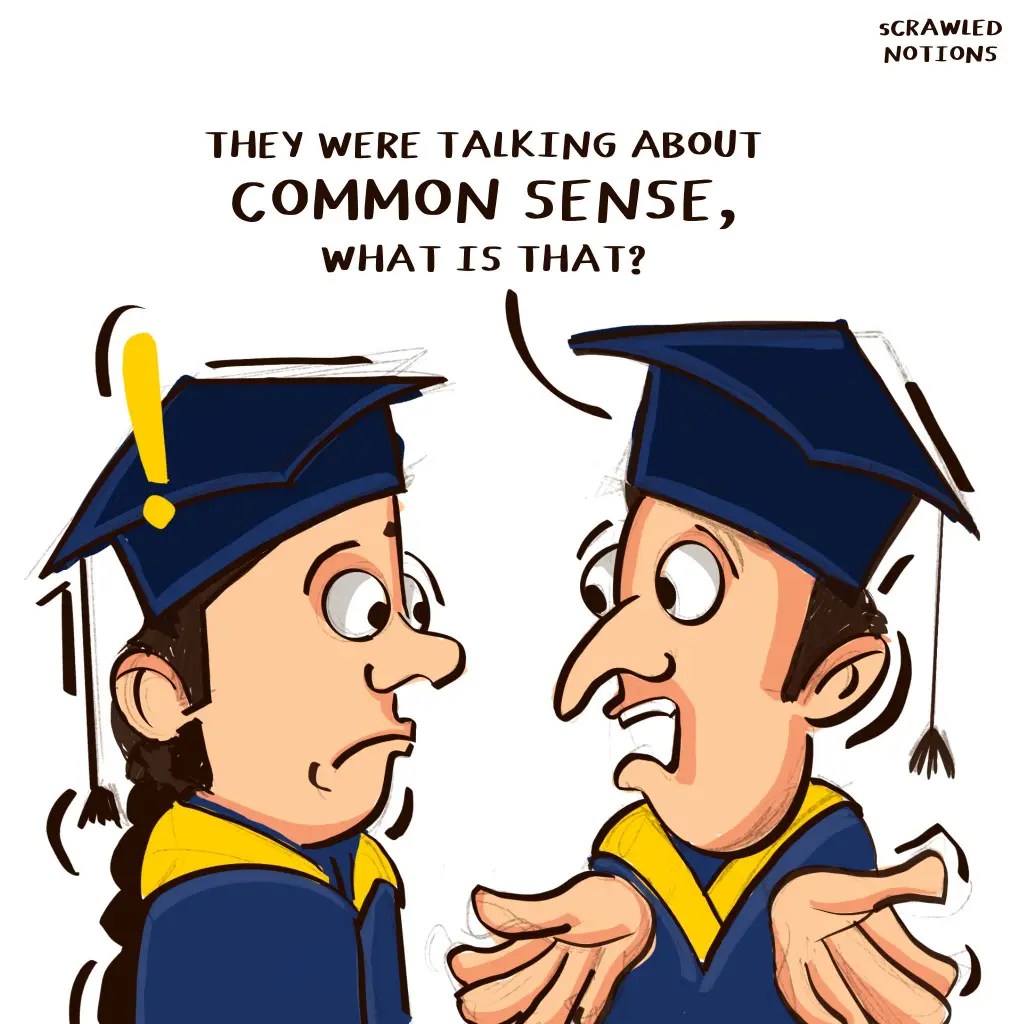 SCRAWLED
NOTIONS
THEY WERE TALKING ABOUT
COMMON SENSE,
WHAT IS THAT?
!